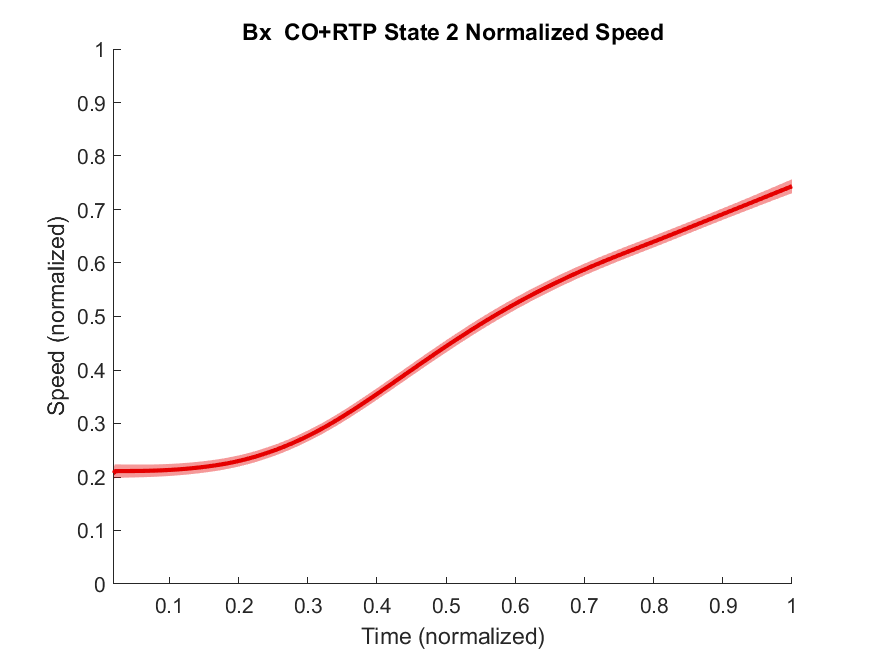 Bx  CO+RTP State 2 Normalized Speed
1
0.9
0.8
0.7
0.6
0.5
0.4
0.3
0.2
0.1
0
Speed (normalized)
0.1 0.2 0.3 0.4 0.5 0.6 0.7 0.8 0.9 1
Time (normalized)